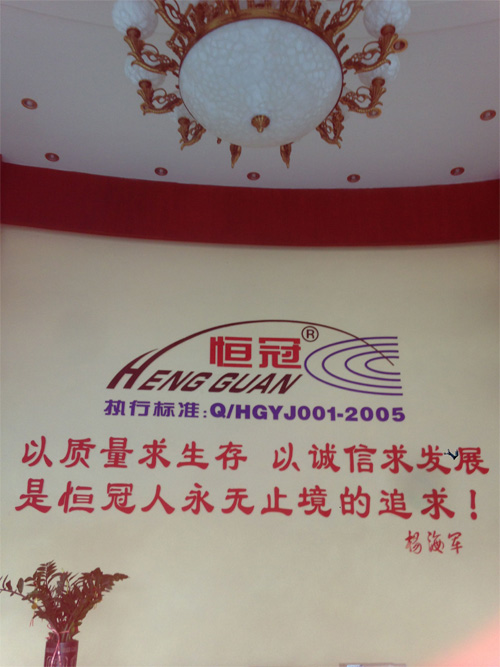 恒冠®
HENG GUAN
执行标准:Q/HGYJ001-2005
以质量求生存 以诚信求发展
是恒冠人永无止境的追求!
杨海军